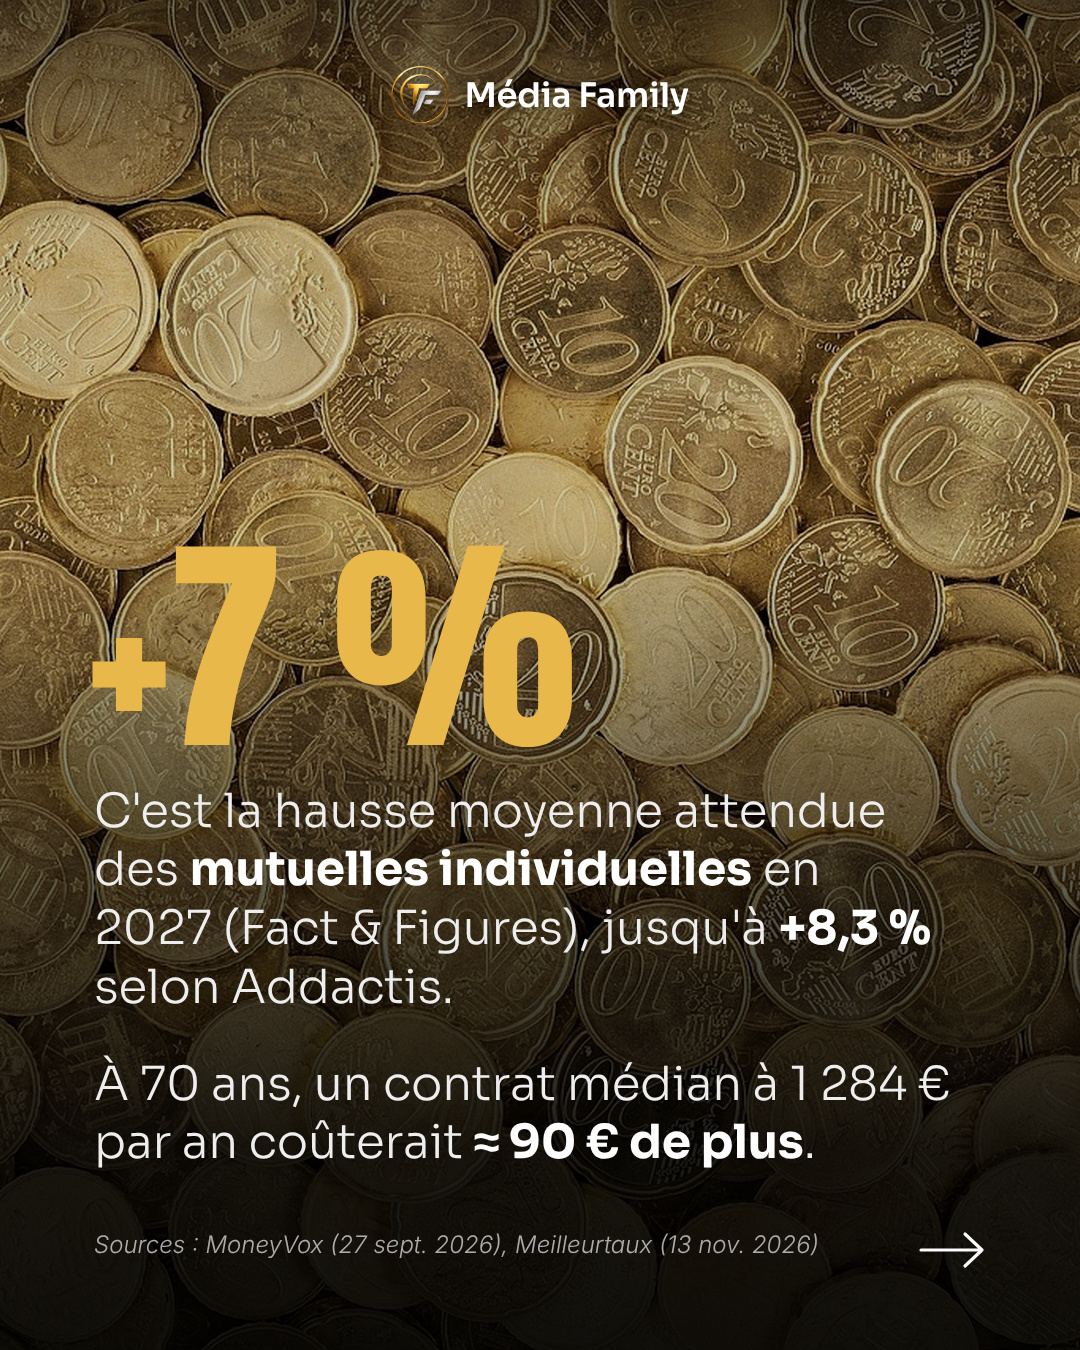 Média Family
+7 %
C'est la hausse moyenne attendue
des mutuelles individuelles en
2027 (Fact & Figures), jusqu'à +8,3 %
selon Addactis.
À 70 ans, un contrat médian à 1 284 €
par an coûterait ≈ 90 € de plus.
Sources : MoneyVox (27 sept. 2026), Meilleurtaux (13 nov. 2026)